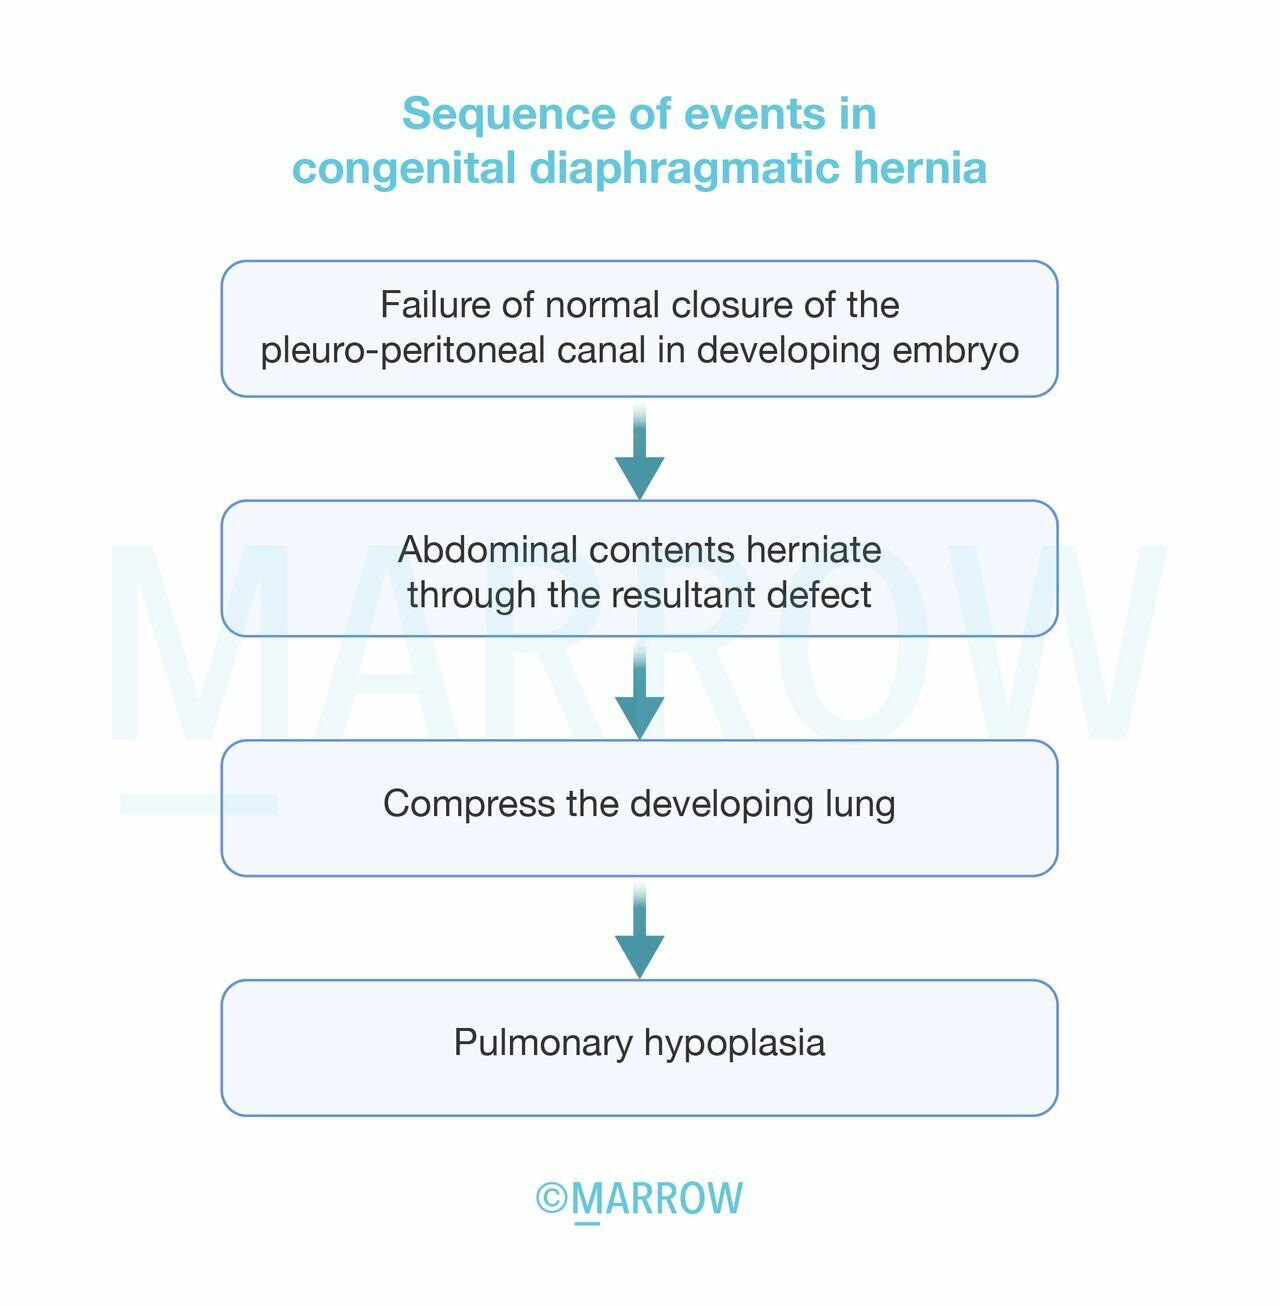 Sequence of events in
congenital diaphragmatic hernia
Failure of normal closure of the
pleuro-peritoneal canal in developing embryo
Abdominal contents herniate
through the resultant defect
MARROW
Compress the developing lung
Pulmonary hypoplasia
©MARROW